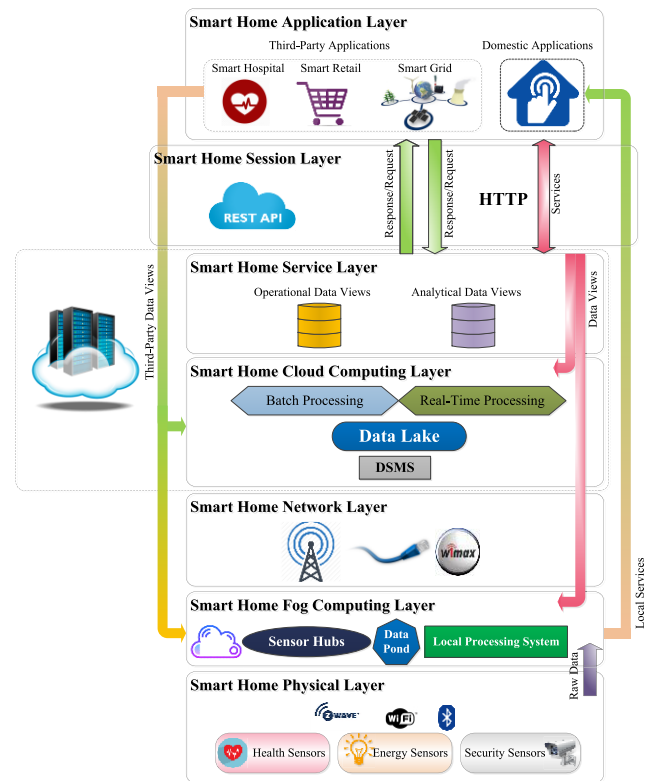 Smart Home Application Layer
Third-Party Applications
Domestic Applications
Smart Hospital
Smart Retail
Smart Grid
Smart Home Session Layer
REST API
Response/Request
Response/Request
HTTP
Services
Smart Home Service Layer
Operational Data Views
Analytical Data Views
Data Views
Third-Party Data Views
Smart Home Cloud Computing Layer
Batch Processing
Real-Time Processing
Data Lake
DSMS
Smart Home Network Layer
wimax
Local Services
Smart Home Fog Computing Layer
Sensor Hubs
Data
Pond
Local Processing System
Raw Data
Smart Home Physical Layer
Z WAVE
WiFi
Health Sensors
Energy Sensors
Security Sensors